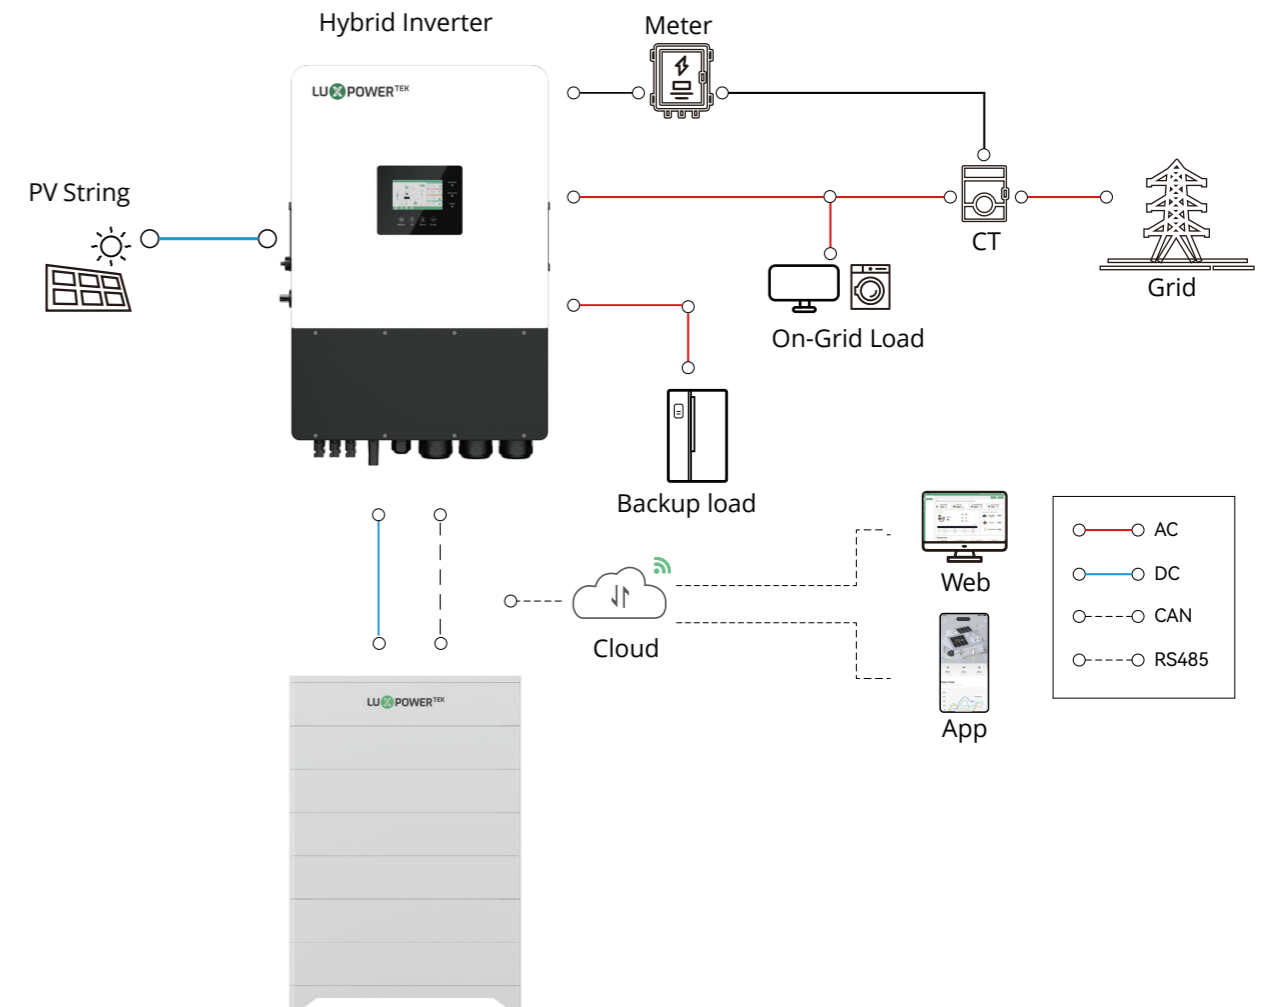 Hybrid Inverter
Meter
LUXPOWERTEK
PV String
CT
Grid
On-Grid Load
Backup load
Web
Cloud
App
AC
DC
CAN
RS485
LUXPOWERTEK